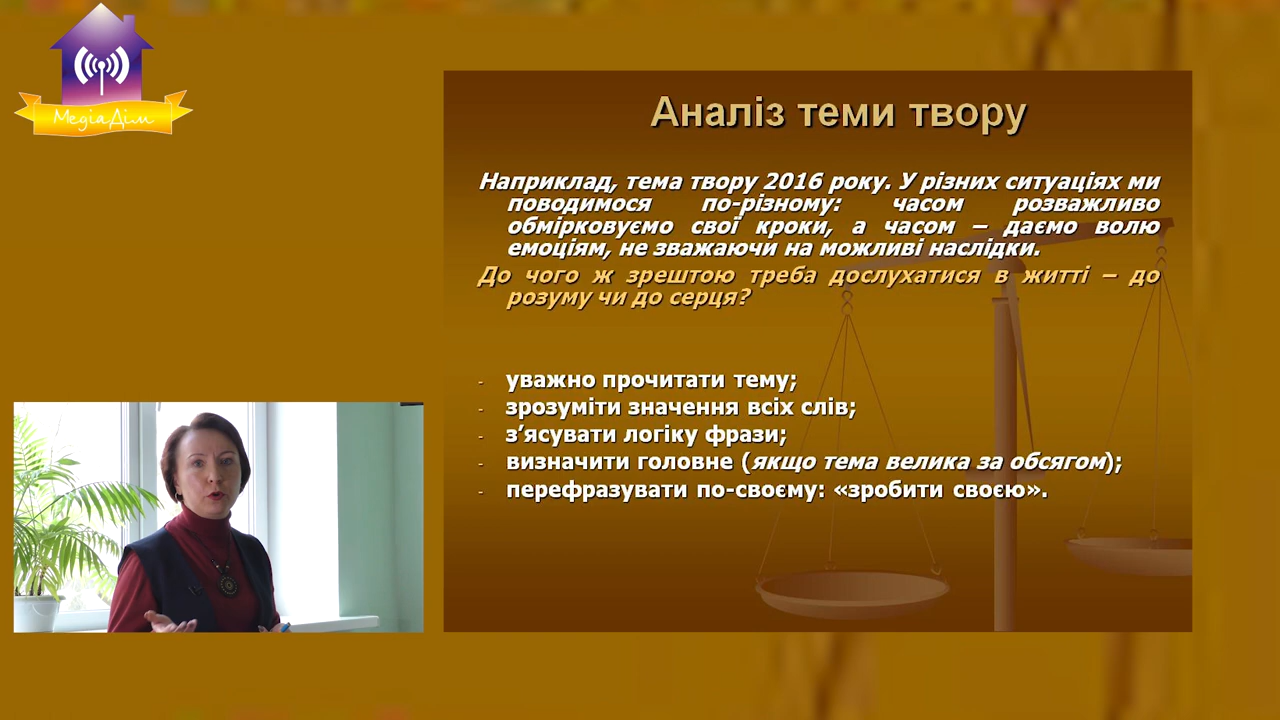 МедіаДім
Аналіз теми твору
Наприклад, тема твору 2016 року. У різних ситуаціях ми
поводимося по-різному: часом розважливо
обмірковуємо свої кроки, а часом – даємо волю
емоціям, не зважаючи на можливі наслідки.
До чого ж зрештою треба дослухатися в житті – до
розуму чи до серця?
- уважно прочитати тему;
- зрозуміти значення всіх слів;
- з’ясувати логіку фрази;
- визначити головне (якщо тема велика за обсягом);
- перефразувати по-своєму: «зробити своєю».